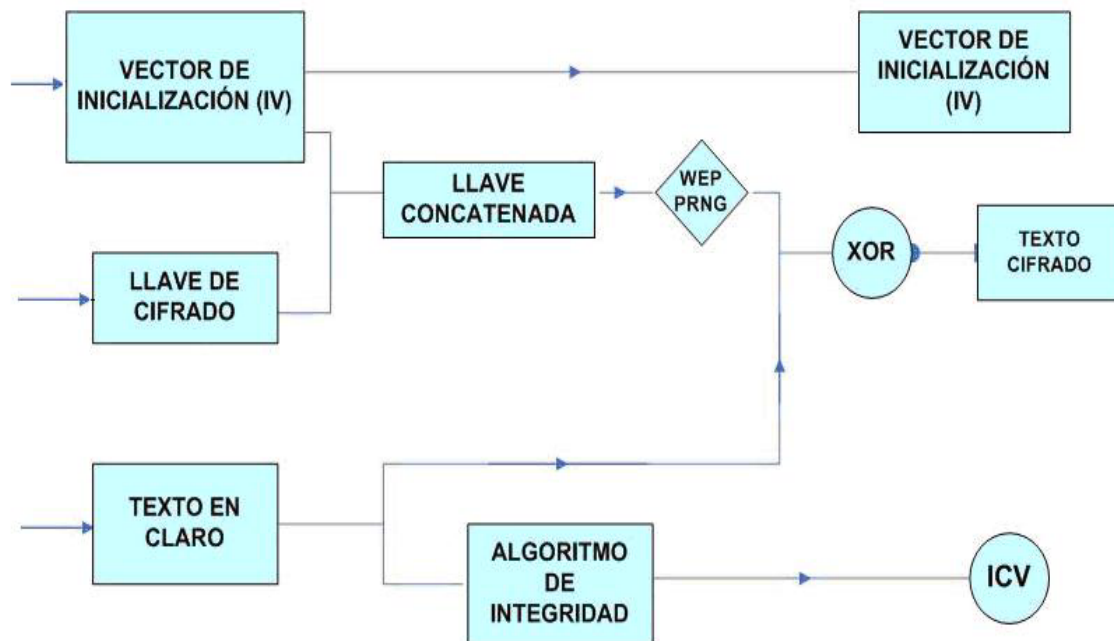 VECTOR DE
INICIALIZACIÓN (IV)
VECTOR DE
INICIALIZACIÓN
(IV)
LLAVE
CONCATENADA
WEP
PRNG
XOR
TEXTO
CIFRADO
LLAVE DE
CIFRADO
TEXTO EN
CLARO
ALGORITMO
DE
INTEGRIDAD
ICV